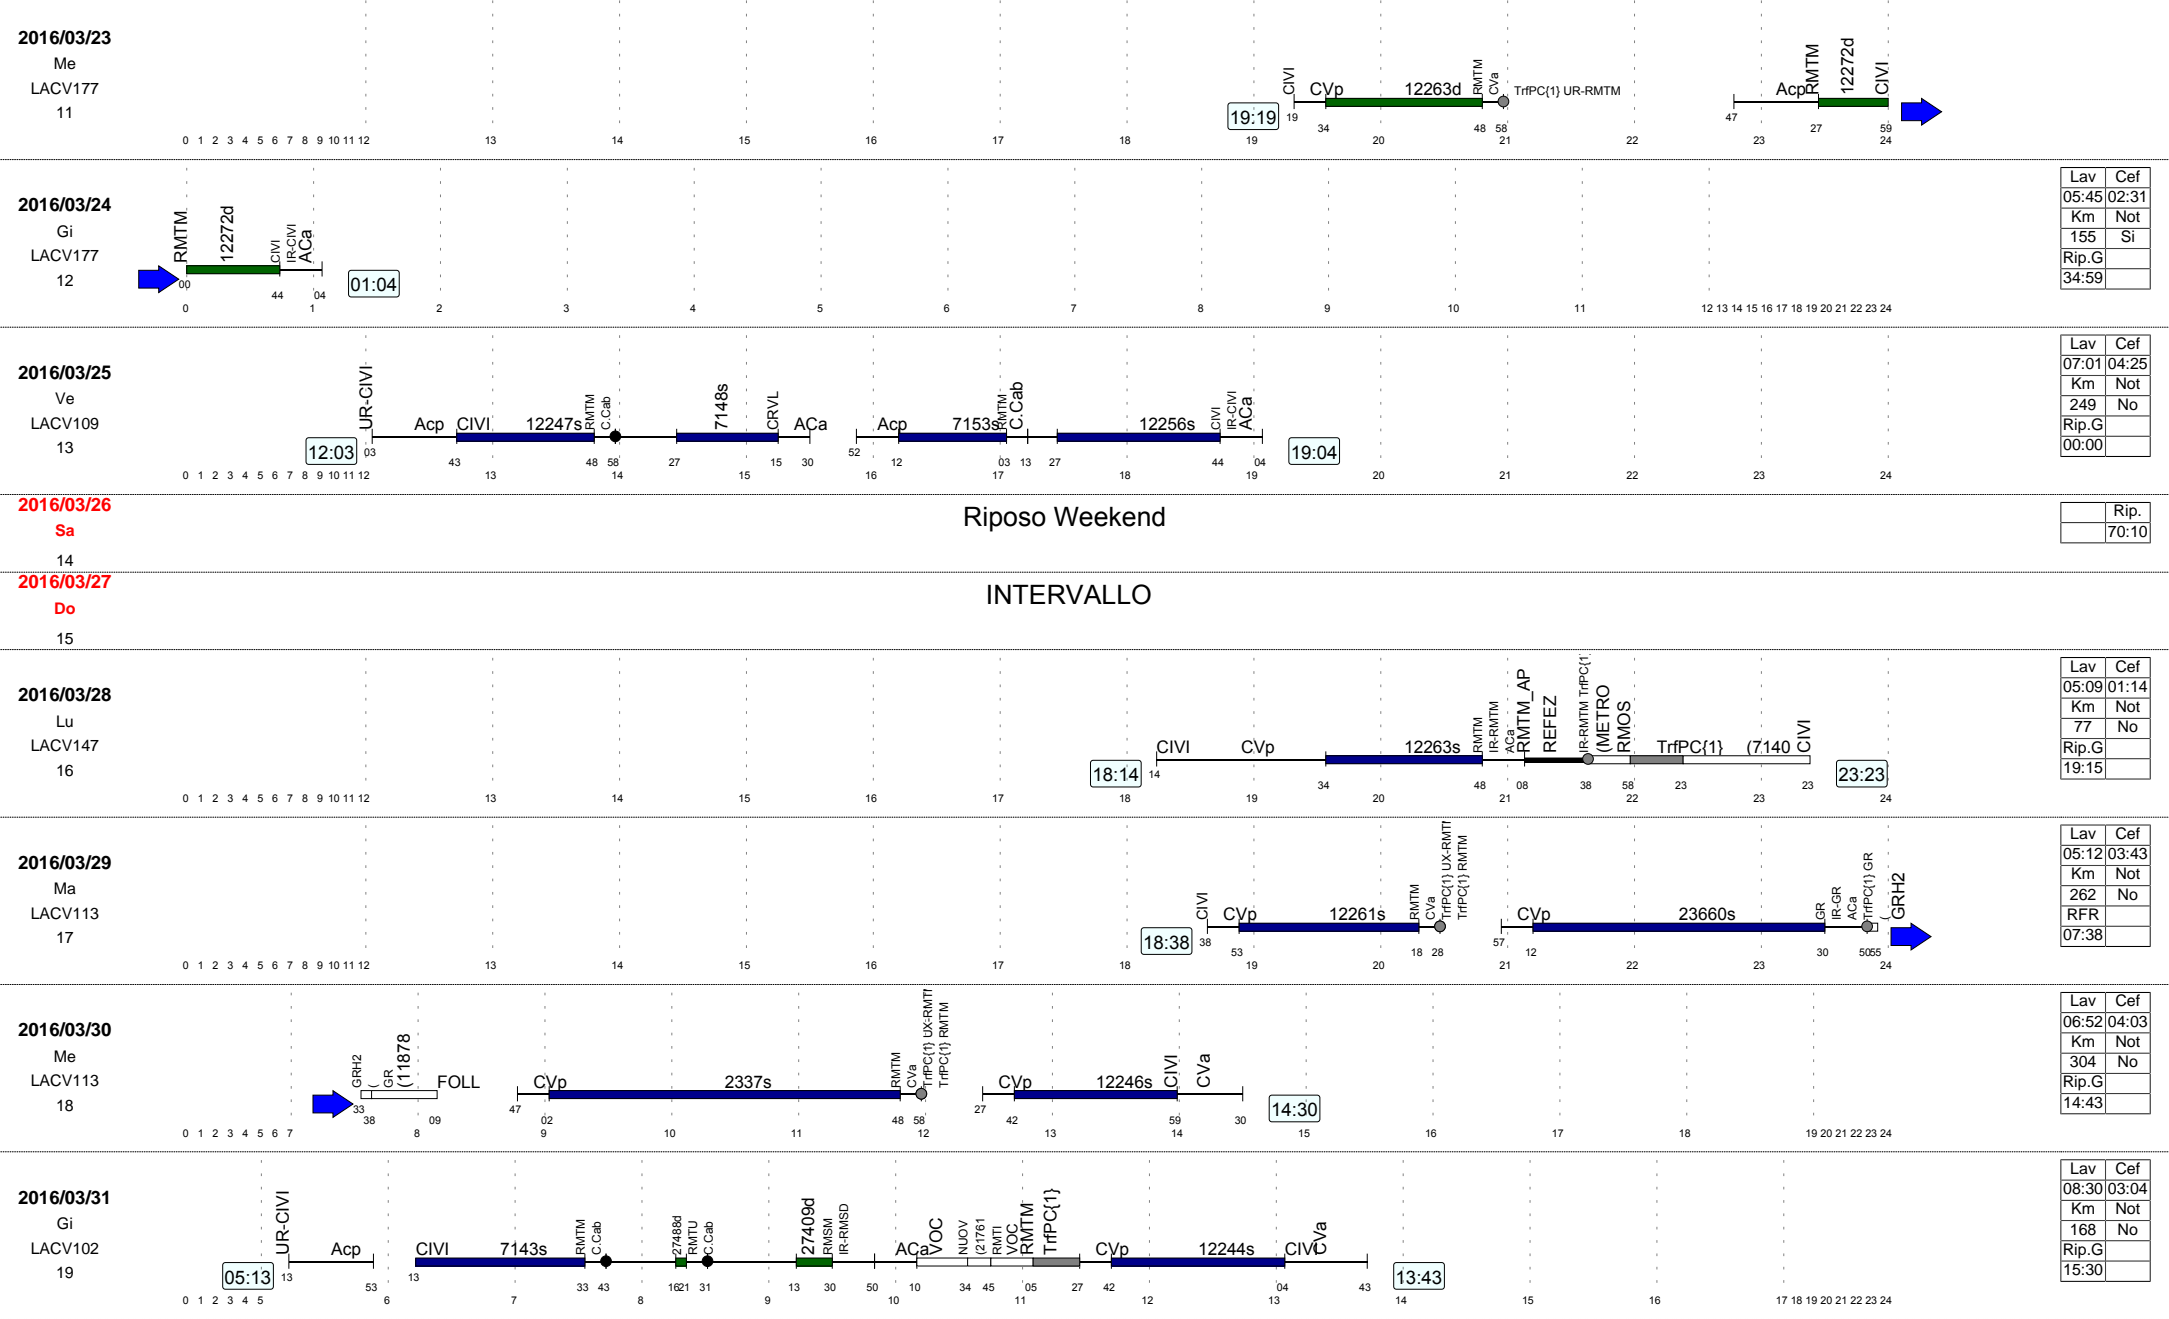 2016/03/23
Me
LACV177
11
19:19
CIVI CVp 12263d RMTM CVa TrfPC{1} UR-RMTM Acp RMTM 12272d CIVI
19 34 48 58 47 27 59
0 1 2 3 4 5 6 7 8 9 10 11 12 13 14 15 16 17 18 19 20 21 22 23 24
2016/03/24
Gi
LACV177
12
RMTM 12272d CIVI IR-CIVI ACa
00 44 04
01:04
0 1 2 3 4 5 6 7 8 9 10 11 12 13 14 15 16 17 18 19 20 21 22 23 24
Lav Cef
05:45 02:31
Km Not
155 Si
Rip.G
34:59
2016/03/25
Ve
LACV109
13
12:03
UR-CIVI Acp CIVI 12247s RMTM C.Cab 7148s CRVL ACa Acp 7153s RMTM C.Cab 12256s CIVI IR-CIVI ACa
03 43 48 58 27 15 30 52 12 03 13 27 44 04
19:04
0 1 2 3 4 5 6 7 8 9 10 11 12 13 14 15 16 17 18 19 20 21 22 23 24
Lav Cef
07:01 04:25
Km Not
249 No
Rip.G
00:00
2016/03/26
Sa
14
Riposo Weekend
Rip.
70:10
2016/03/27
Do
15
INTERVALLO
2016/03/28
Lu
LACV147
16
18:14
CIVI CVp 12263s RMTM IR-RMTM ACa RMTM_AP REFEZ IR-RMTM TrfPC{1} (METRO RMOS TrfPC{1} (7140 CIVI
14 34 48 08 38 58 23 23
23:23
0 1 2 3 4 5 6 7 8 9 10 11 12 13 14 15 16 17 18 19 20 21 22 23 24
Lav Cef
05:09 01:14
Km Not
77 No
Rip.G
19:15
2016/03/29
Ma
LACV113
17
18:38
CIVI CVp 12261s RMTM CVa TrfPC{1} UX-RMTM TrfPC{1} RMTM CVp 23660s GR IR-GR ACa TrfPC{1} GR ( GRH2
38 53 18 28 57 12 30 50 55
0 1 2 3 4 5 6 7 8 9 10 11 12 13 14 15 16 17 18 19 20 21 22 23 24
Lav Cef
05:12 03:43
Km Not
262 No
RFR
07:38
2016/03/30
Me
LACV113
18
GRH2 ( GR (11878 FOLL CVp 2337s RMTM CVa TrfPC{1} UX-RMTM TrfPC{1} RMTM CVp 12246s CIVI CVa
33 38 09 47 02 48 58 27 42 59 30
14:30
0 1 2 3 4 5 6 7 8 9 10 11 12 13 14 15 16 17 18 19 20 21 22 23 24
Lav Cef
06:52 04:03
Km Not
304 No
Rip.G
14:43
2016/03/31
Gi
LACV102
19
05:13
UR-CIVI Acp CIVI 7143s RMTM C.Cab 27488d RMTU C.Cab 27409d RMSM IR-RMSD ACa VOC NUOV (21761 RMTI VOC RMTM TrfPC{1} CVp 12244s CIVI CVa
13 53 13 33 43 16 21 31 13 30 50 10 34 45 05 27 42 04 43
13:43
0 1 2 3 4 5 6 7 8 9 10 11 12 13 14 15 16 17 18 19 20 21 22 23 24
Lav Cef
08:30 03:04
Km Not
168 No
Rip.G
15:30